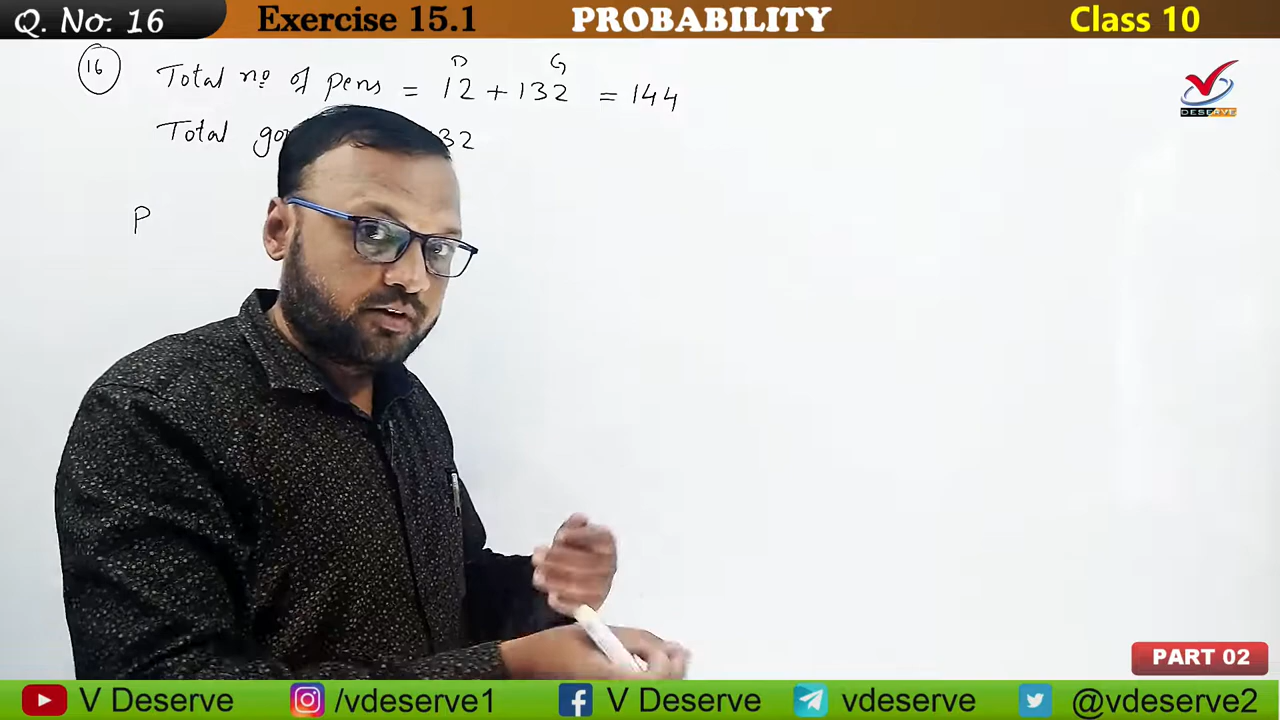 Q. No. 16 Exercise 15.1 PROBABILITY Class 10
D G
16 Total no. of pens = 12 + 132 = 144
DESERVE
Total 32
P
PART 02
V Deserve /vdeserve1 V Deserve vdeserve @vdeserve2